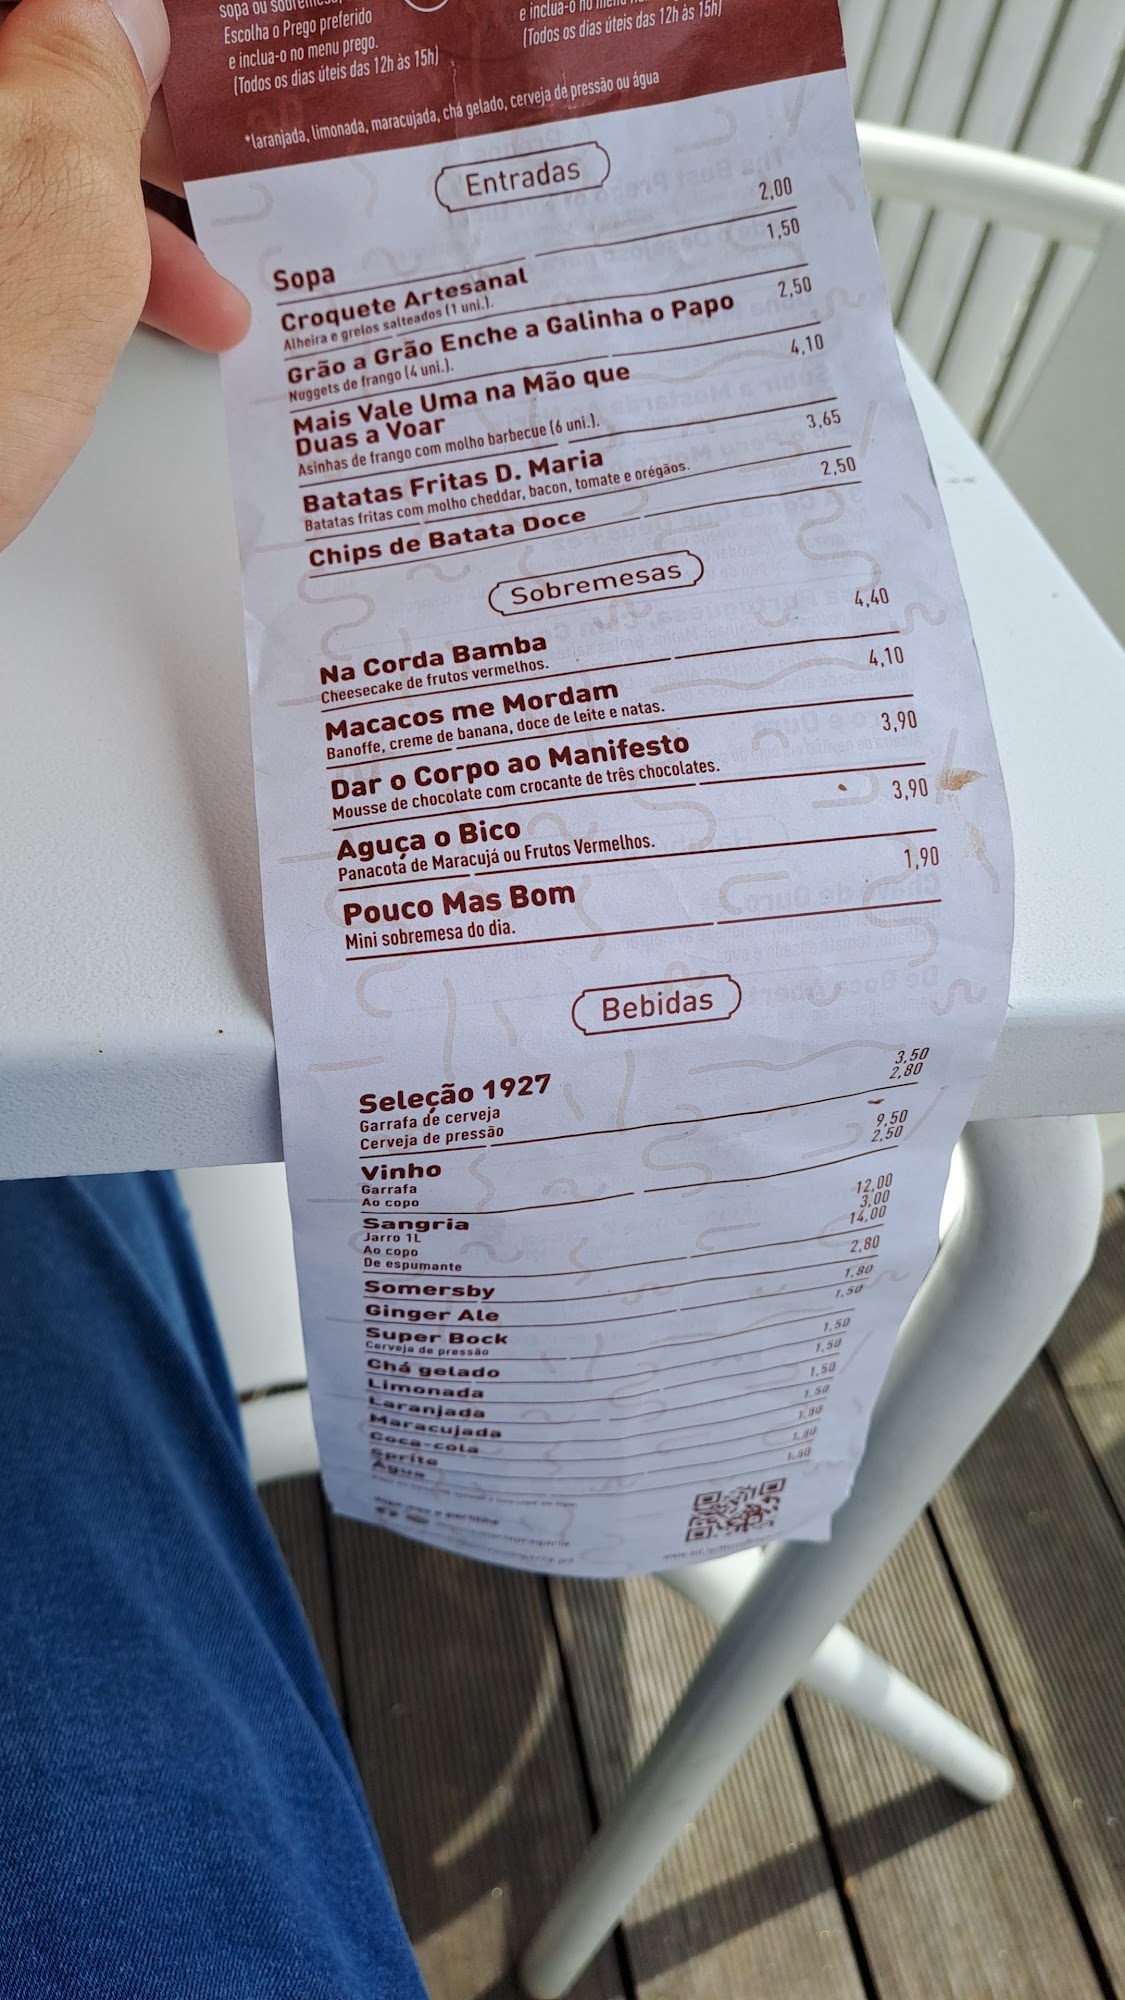 sopa ou
Escolha o Prego preferido
e inclua-o no menu prego.
(Todos os dias úteis das 12h às 15h)
e inclua-o no
(Todos os dias úteis das 12h às 15h)
*laranjada, limonada, maracujada, chá gelado, cerveja de pressão ou água
Entradas
Sopa 2,00
Croquete Artesanal 1,50
Alheira e grelos salteados (1 uni.).
Grão a Grão Enche a Galinha o Papo 2,50
Nuggets de frango (4 uni.).
Mais Vale Uma na Mão que 4,10
Duas a Voar
Asinhas de frango com molho barbecue (6 uni.).
Batatas Fritas D. Maria 3,65
Batatas fritas com molho cheddar, bacon, tomate e orégãos.
Chips de Batata Doce 2,50
Sobremesas
Na Corda Bamba 4,40
Cheesecake de frutos vermelhos.
Macacos me Mordam 4,10
Banoffe, creme de banana, doce de leite e natas.
Dar o Corpo ao Manifesto 3,90
Mousse de chocolate com crocante de três chocolates.
Aguça o Bico 3,90
Panacota de Maracujá ou Frutos Vermelhos.
Pouco Mas Bom 1,90
Mini sobremesa do dia.
Bebidas
Seleção 1927
Garrafa de cerveja 3,50
Cerveja de pressão 2,80
Vinho
Garrafa 9,50
Ao copo 2,50
Sangria
Jarro 1L 12,00
Ao copo 3,00
De espumante 14,00
Somersby 2,80
Ginger Ale 1,80
Super Bock 1,50
Cerveja de pressão
Chá gelado 1,50
Limonada 1,50
Laranjada 1,50
Maracujada 1,50
Coca-cola
Sprite
Água